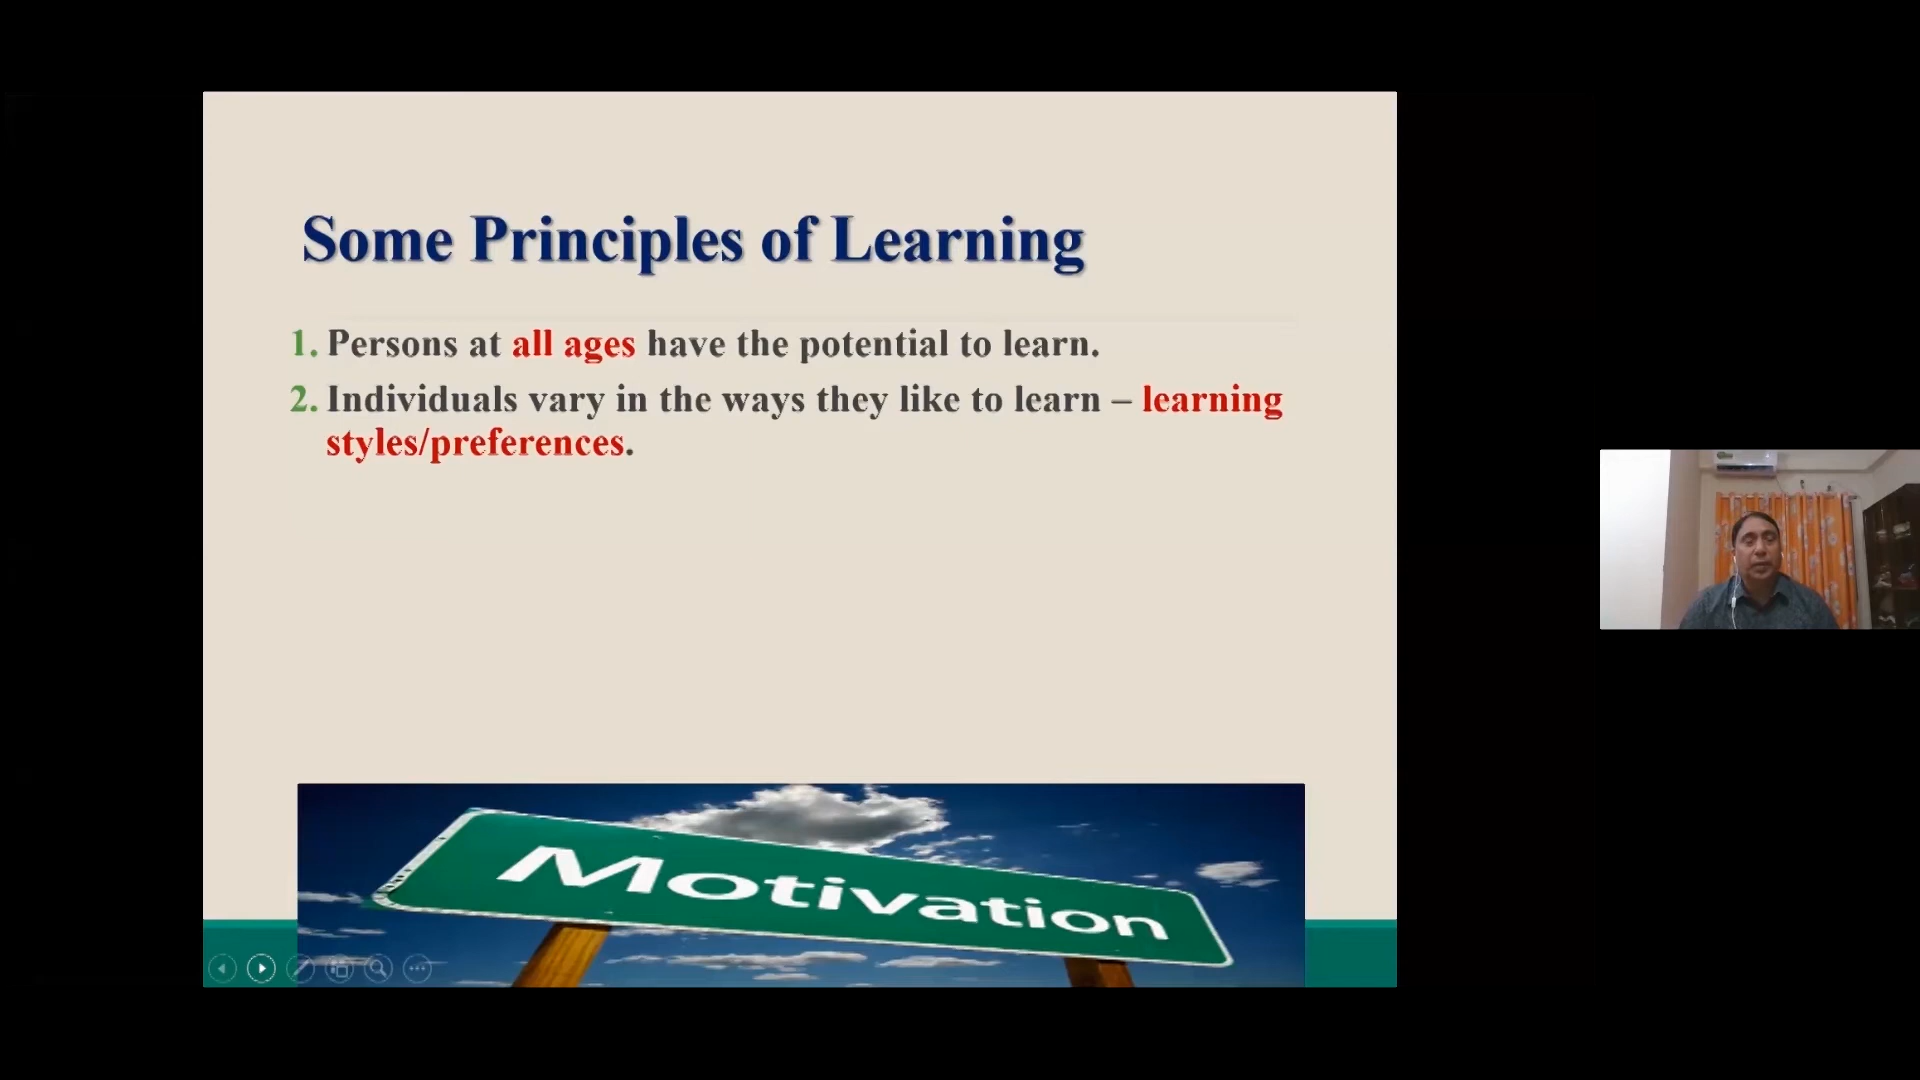 Some Principles of Learning
1. Persons at all ages have the potential to learn.
2. Individuals vary in the ways they like to learn – learning
styles/preferences.
Motivation